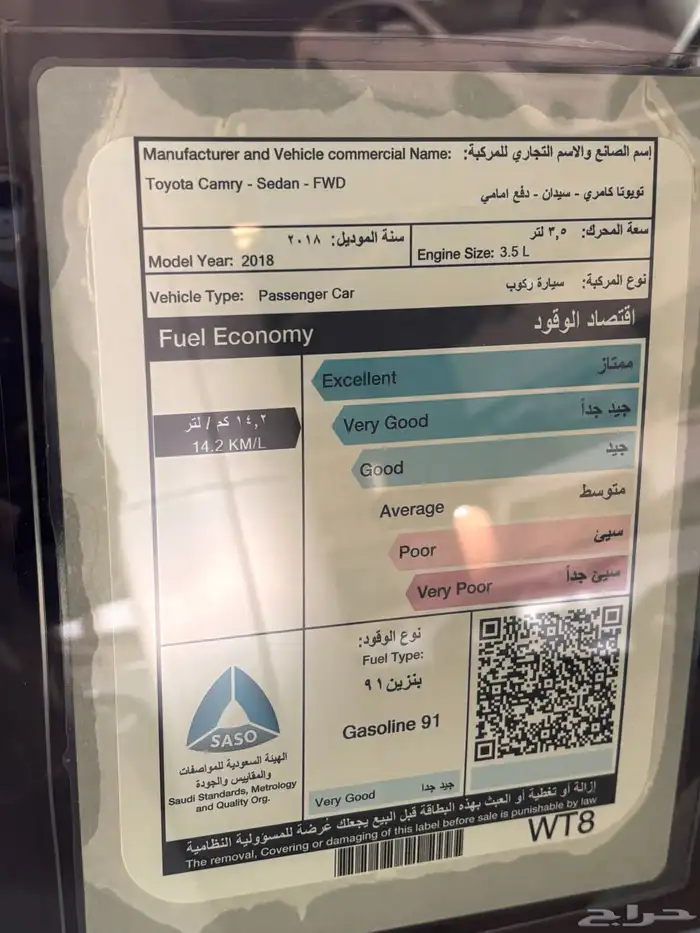 Manufacturer and Vehicle commercial Name: إسم الصانع والاسم التجاري للمركبة:
Toyota Camry - Sedan - FWD
تويوتا كامري - سيدان - دفع امامي
سنة الموديل: ٢٠١٨
Model Year: 2018
سعة المحرك: ٣,٥ لتر
Engine Size: 3.5 L
نوع المركبة: سيارة ركوب
Vehicle Type: Passenger Car
Fuel Economy اقتصاد الوقود
١٤,٢ كم / لتر
14.2 KM/L
Excellent ممتاز
Very Good جيد جداً
Good جيد
Average متوسط
Poor سيئ
Very Poor سيئ جداً
SASO
الهيئة السعودية للمواصفات
والمقاييس والجودة
Saudi Standards, Metrology
and Quality Org.
نوع الوقود:
Fuel Type:
بنزين ٩١
Gasoline 91
Very Good جيد جدا
إزالة أو تغطية أو العبث بهذه البطاقة قبل البيع يجعلك عُرضة للمسؤولية النظامية
The removal, Covering or damaging of this label before sale is punishable by law
WT8
حراج